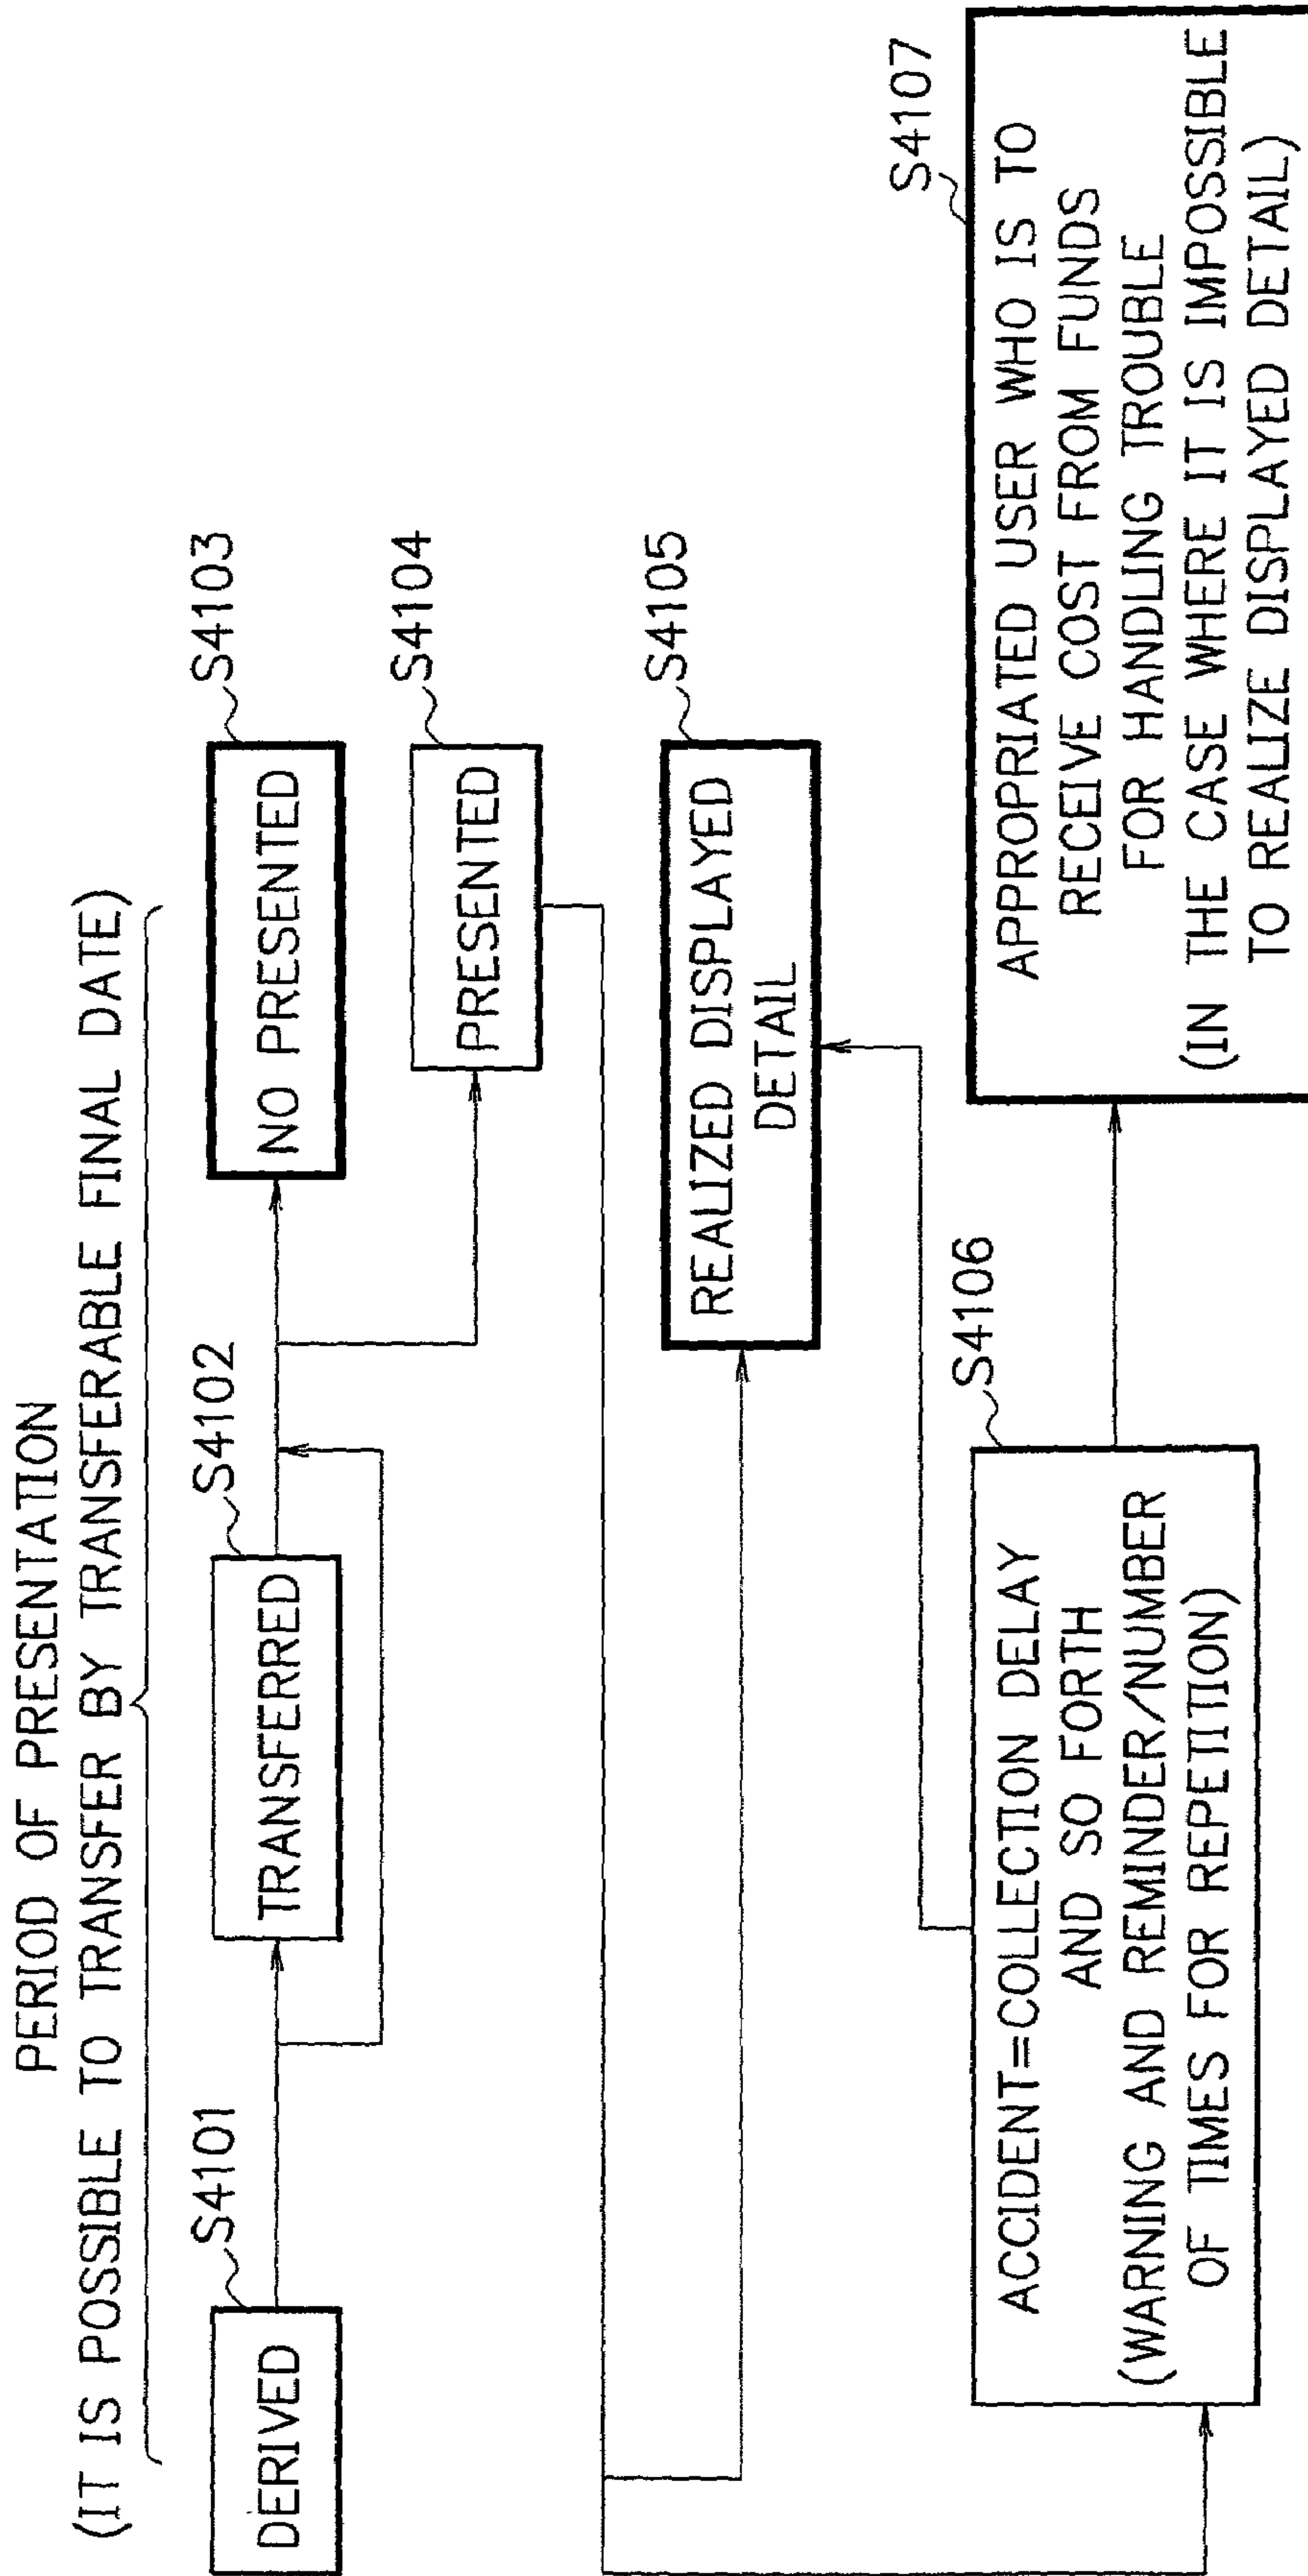 PERIOD OF PRESENTATION
(IT IS POSSIBLE TO TRANSFER BY TRANSFERABLE FINAL DATE)
S4101
DERIVED
S4102
TRANSFERRED
S4103
NO PRESENTED
S4104
PRESENTED
S4105
REALIZED DISPLAYED
DETAIL
S4106
ACCIDENT=COLLECTION DELAY
AND SO FORTH
(WARNING AND REMINDER/NUMBER
OF TIMES FOR REPETITION)
S4107
APPROPRIATED USER WHO IS TO
RECEIVE COST FROM FUNDS
FOR HANDLING TROUBLE
(IN THE CASE WHERE IT IS IMPOSSIBLE
TO REALIZE DISPLAYED DETAIL)